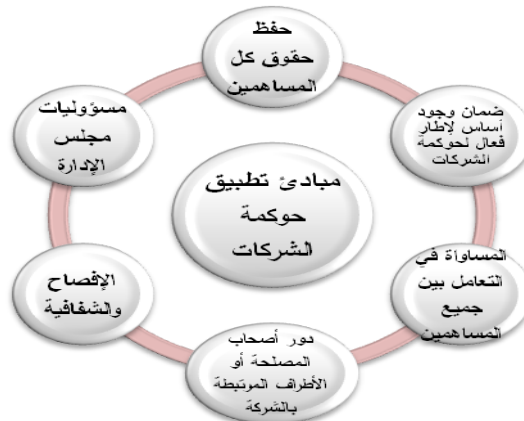 حفظ
حقوق كل
المساهمين
ضمان وجود
أساس لإطار
فعال لحوكمة
الشركات
المساواة في
التعامل بين
جميع
المساهمين
دور أصحاب
المصلحة أو
الأطراف المرتبطة
بالشركة
الإفصاح
والشفافية
مسؤوليات
مجلس
الإدارة
مبادئ تطبيق
حوكمة
الشركات